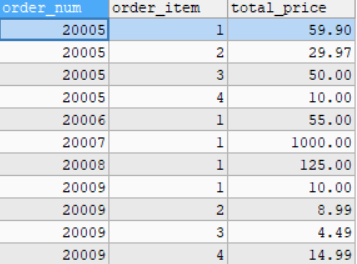 order_num order_item total_price
20005 1 59.90
20005 2 29.97
20005 3 50.00
20005 4 10.00
20006 1 55.00
20007 1 1000.00
20008 1 125.00
20009 1 10.00
20009 2 8.99
20009 3 4.49
20009 4 14.99